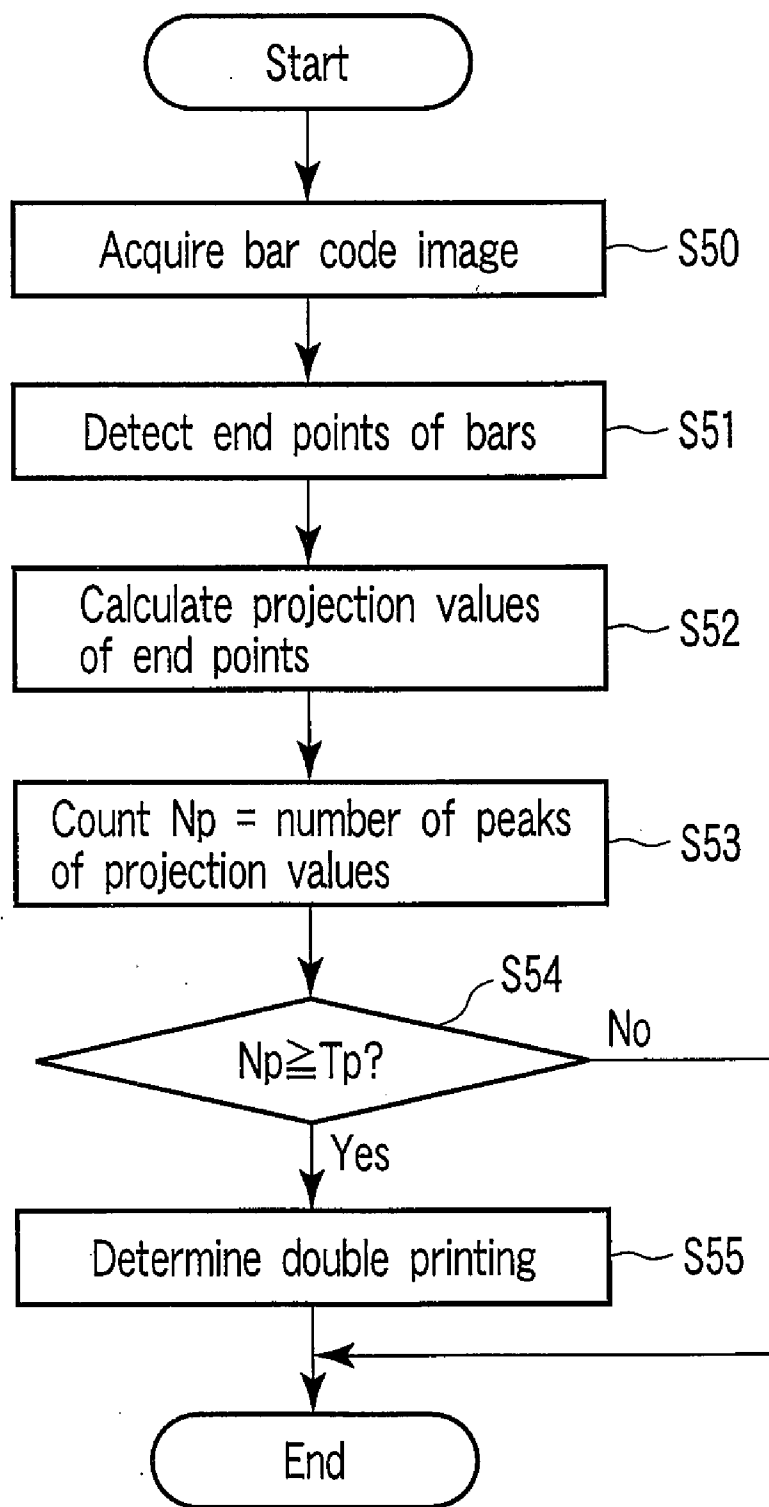 Start
Acquire bar code image
S50
Detect end points of bars
S51
Calculate projection values
of end points
S52
Count Np = number of peaks
of projection values
S53
S54
Np≧Tp?
No
Yes
Determine double printing
S55
End